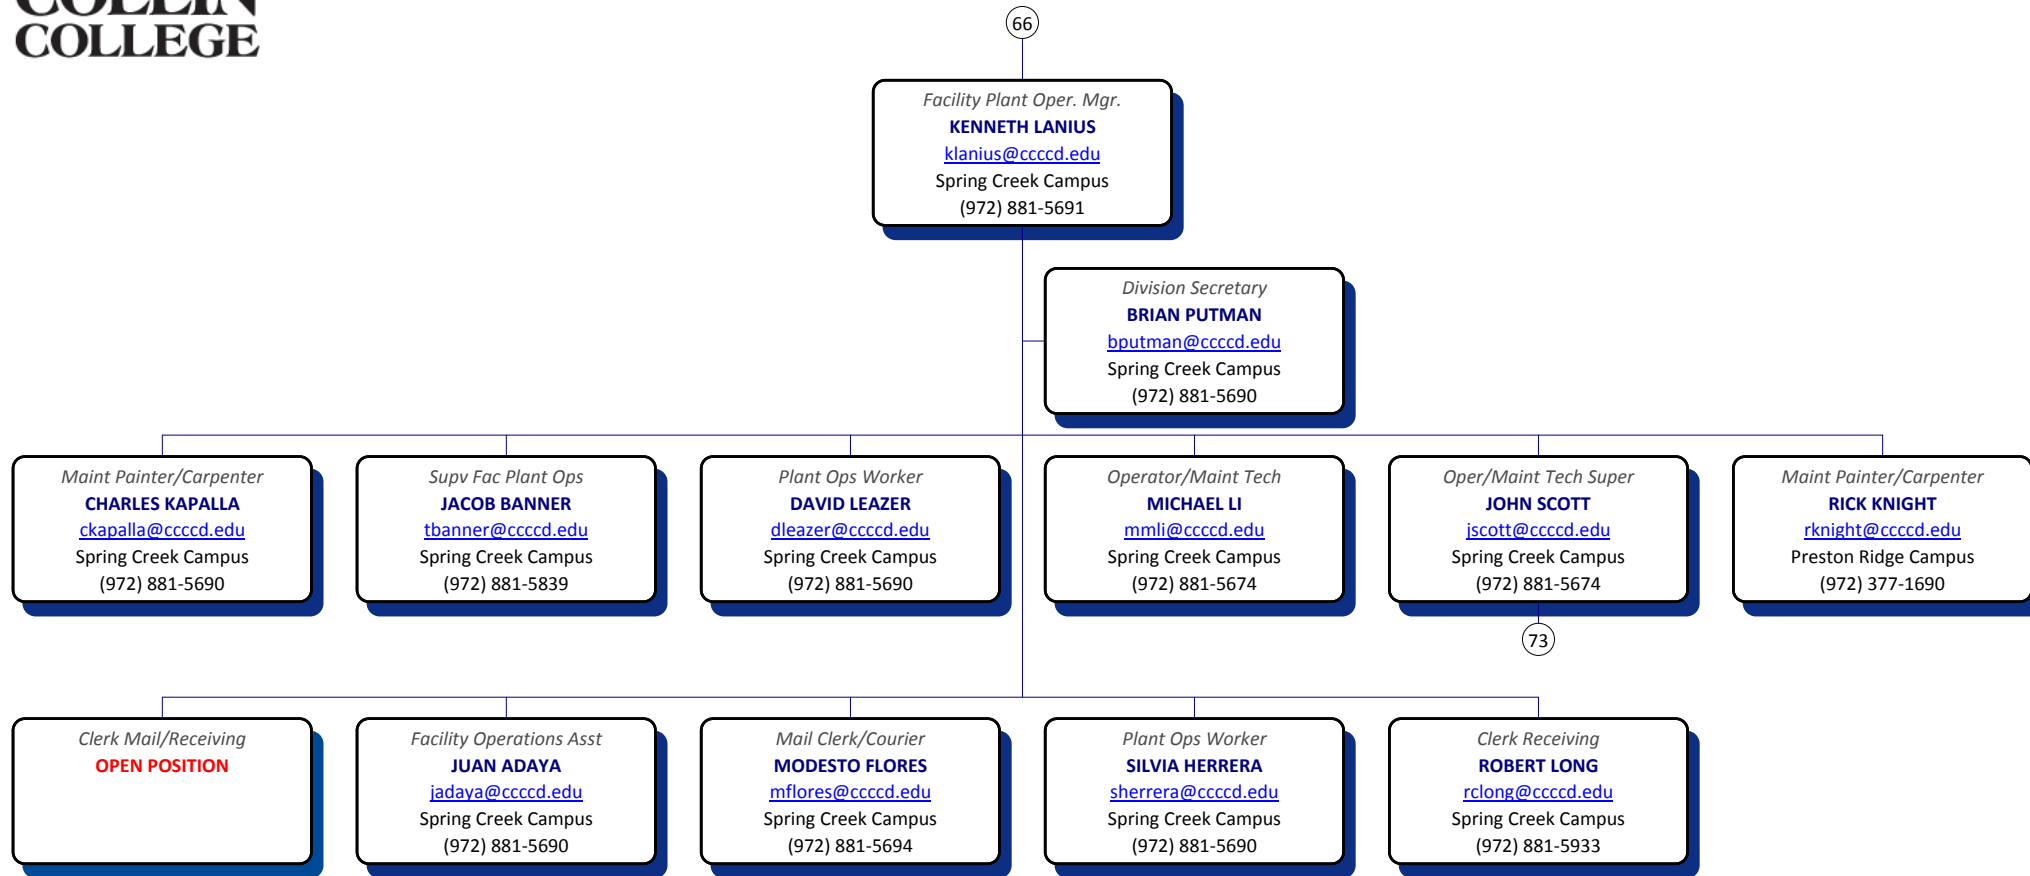 COLLIN
COLLEGE
66
Facility Plant Oper. Mgr.
KENNETH LANIUS
klanius@ccccd.edu
Spring Creek Campus
(972) 881-5691
Division Secretary
BRIAN PUTMAN
bputman@ccccd.edu
Spring Creek Campus
(972) 881-5690
Maint Painter/Carpenter
CHARLES KAPALLA
ckapalla@ccccd.edu
Spring Creek Campus
(972) 881-5690
Supv Fac Plant Ops
JACOB BANNER
tbanner@ccccd.edu
Spring Creek Campus
(972) 881-5839
Plant Ops Worker
DAVID LEAZER
dleazer@ccccd.edu
Spring Creek Campus
(972) 881-5690
Operator/Maint Tech
MICHAEL LI
mmli@ccccd.edu
Spring Creek Campus
(972) 881-5674
Oper/Maint Tech Super
JOHN SCOTT
jscott@ccccd.edu
Spring Creek Campus
(972) 881-5674
73
Maint Painter/Carpenter
RICK KNIGHT
rknight@ccccd.edu
Preston Ridge Campus
(972) 377-1690
Clerk Mail/Receiving
OPEN POSITION
Facility Operations Asst
JUAN ADAYA
jadaya@ccccd.edu
Spring Creek Campus
(972) 881-5690
Mail Clerk/Courier
MODESTO FLORES
mflores@ccccd.edu
Spring Creek Campus
(972) 881-5694
Plant Ops Worker
SILVIA HERRERA
sherrera@ccccd.edu
Spring Creek Campus
(972) 881-5690
Clerk Receiving
ROBERT LONG
rclong@ccccd.edu
Spring Creek Campus
(972) 881-5933